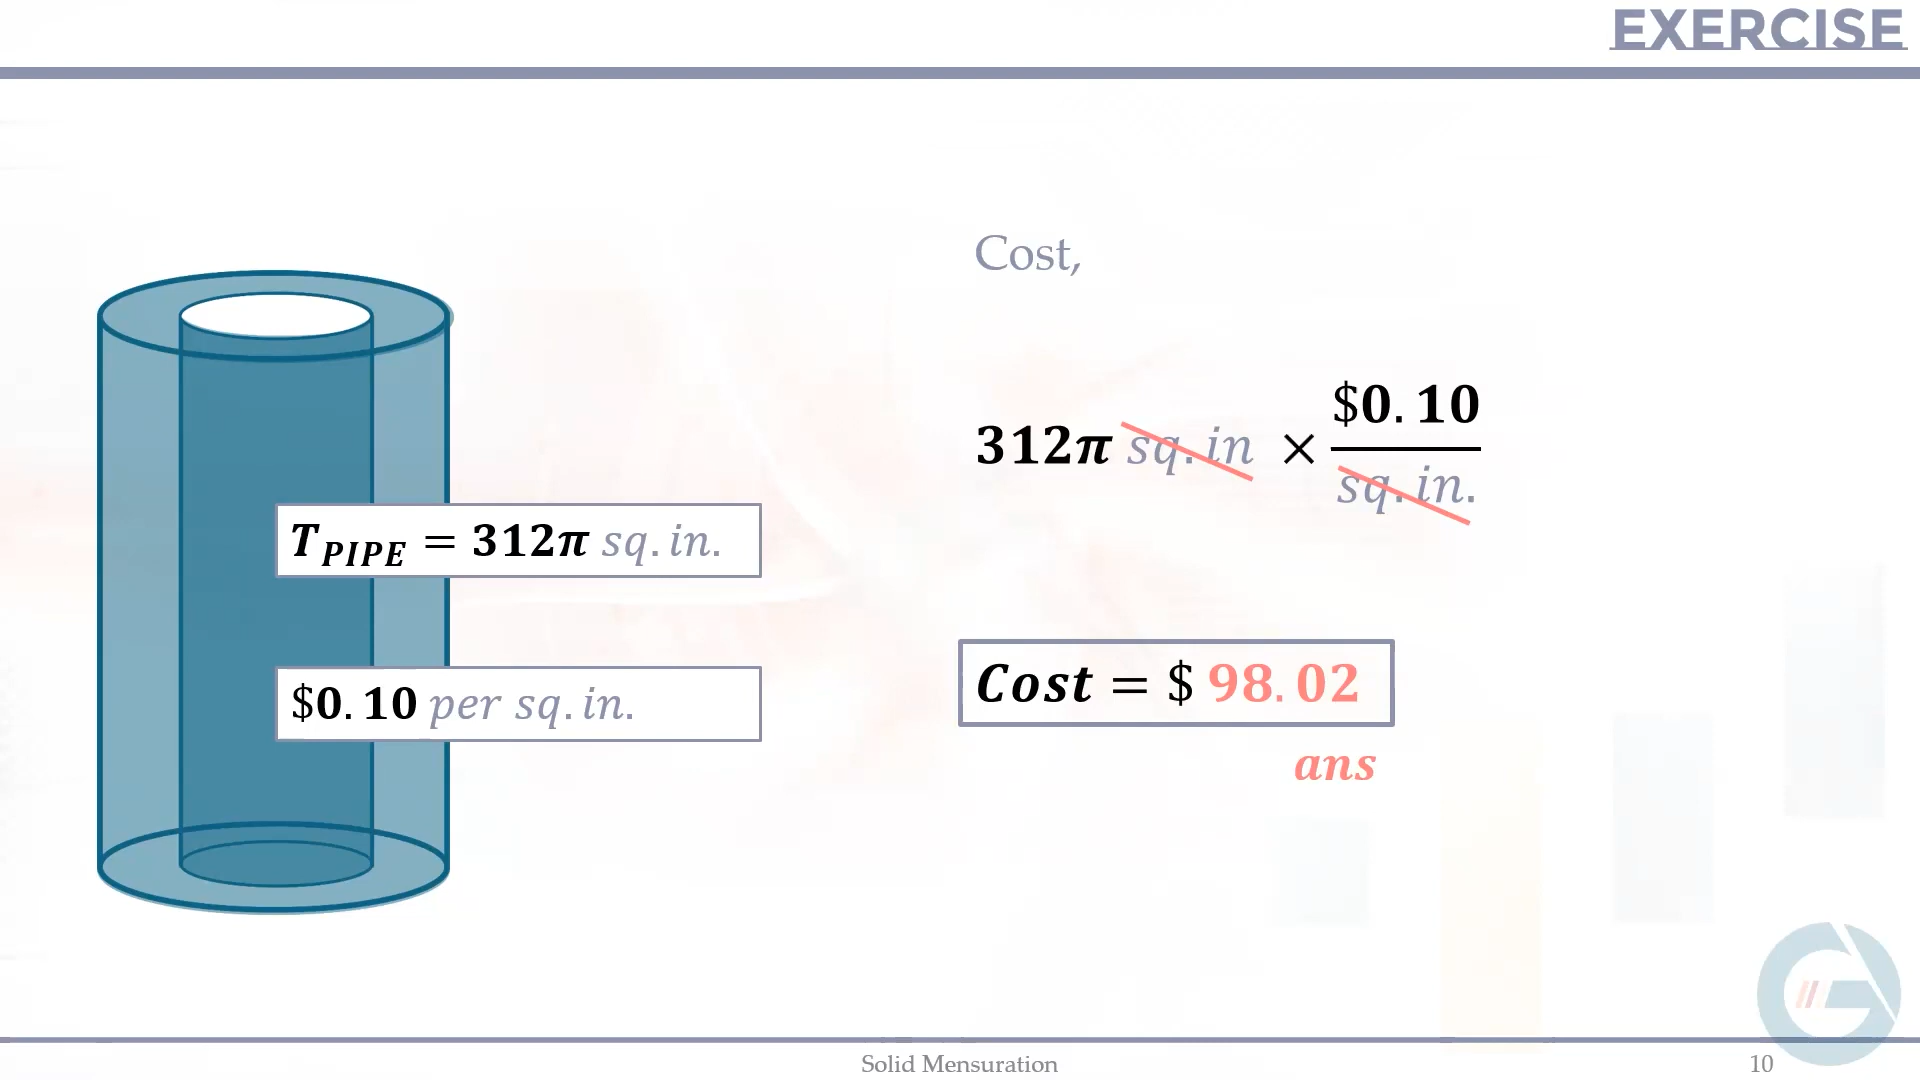 EXERCISE
Cost,
312π sq. in × $0.10 / sq. in.
T_PIPE = 312π sq. in.
$0.10 per sq. in.
Cost = $ 98.02
ans
Solid Mensuration
10